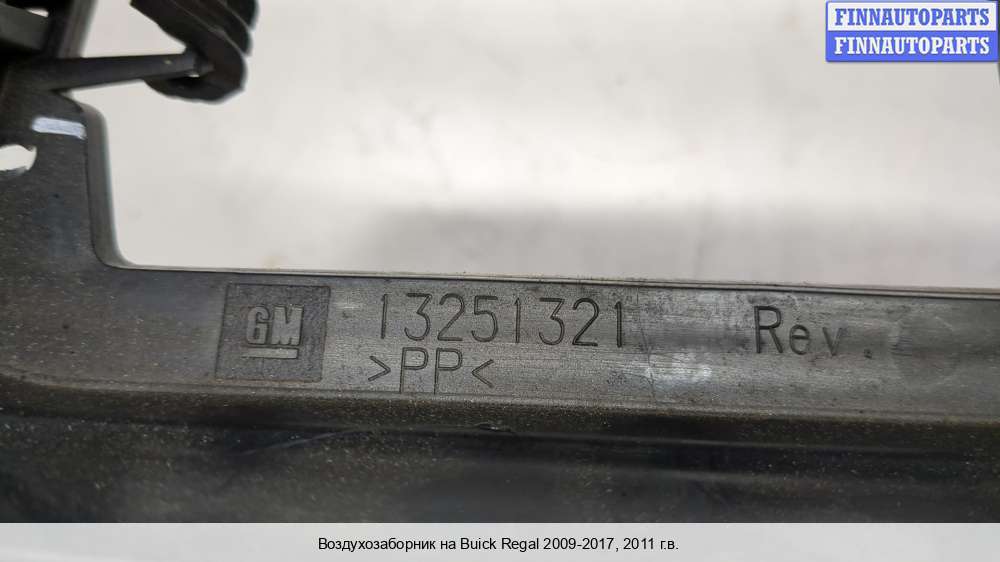 FINNAUTOPARTS
FINNAUTOPARTS
GM 13251321 Rev.
>PP<
Воздухозаборник на Buick Regal 2009-2017, 2011 г.в.